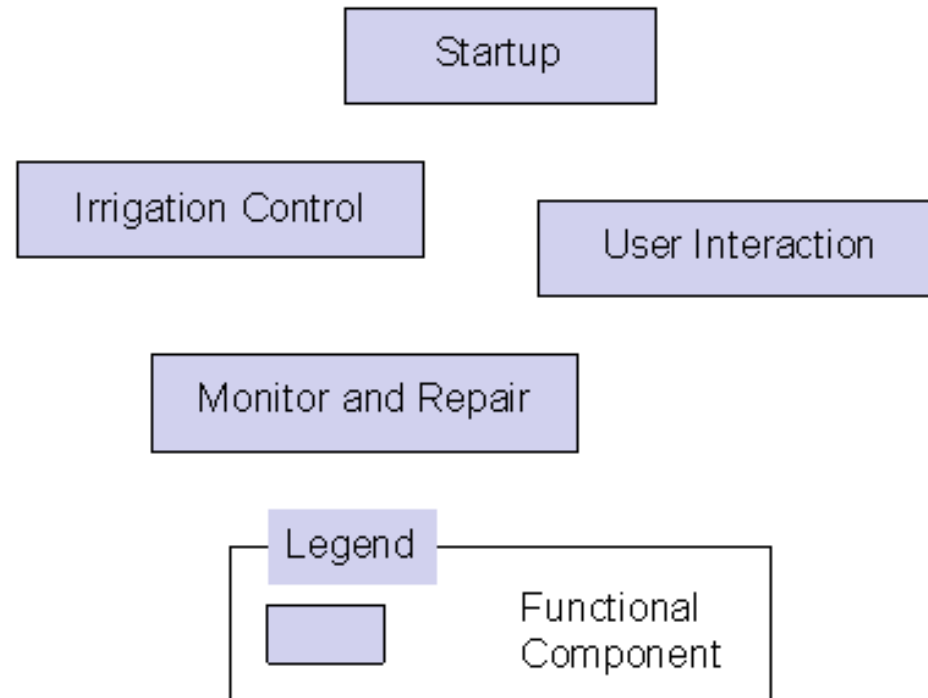 Startup
Irrigation Control
User Interaction
Monitor and Repair
Legend
Functional
Component